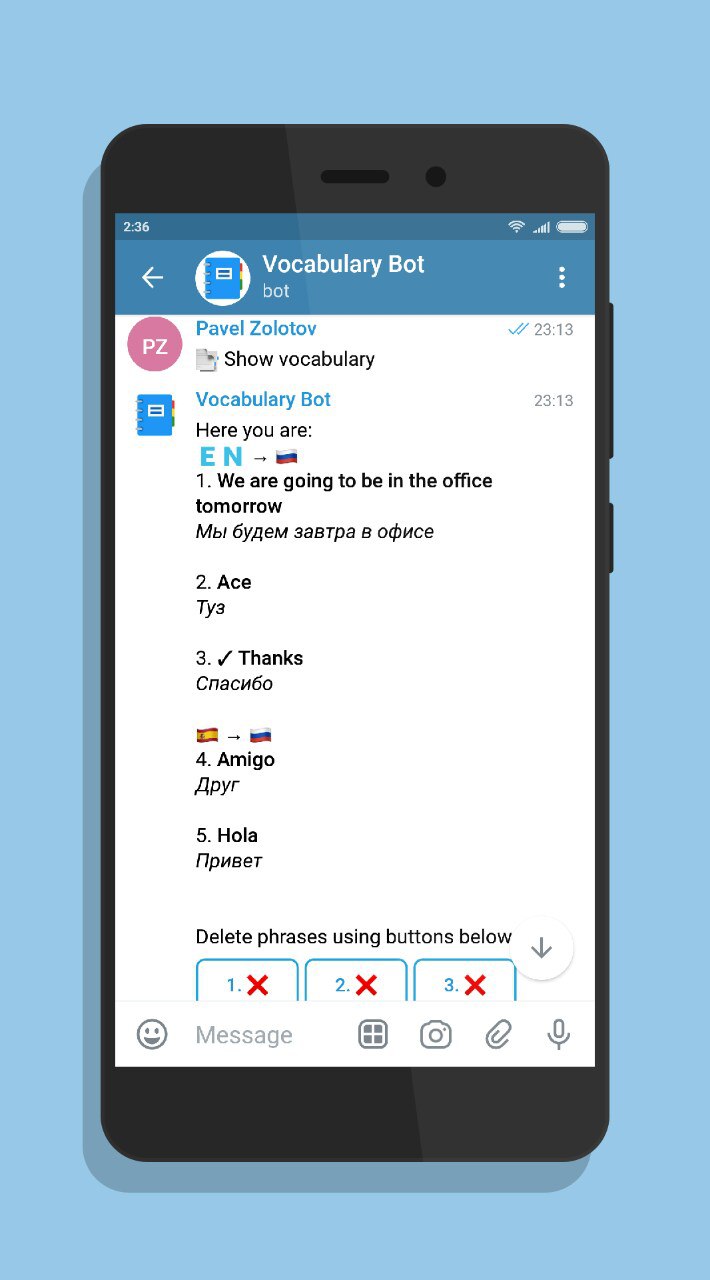 2:36
Vocabulary Bot
bot
PZ
Pavel Zolotov 23:13
Show vocabulary
Vocabulary Bot 23:13
Here you are:
EN → 🇷🇺
1. We are going to be in the office
tomorrow
Мы будем завтра в офисе
2. Ace
Туз
3. ✓ Thanks
Спасибо
🇪🇸 → 🇷🇺
4. Amigo
Друг
5. Hola
Привет
Delete phrases using buttons below
1. ❌ 2. ❌ 3. ❌
Message